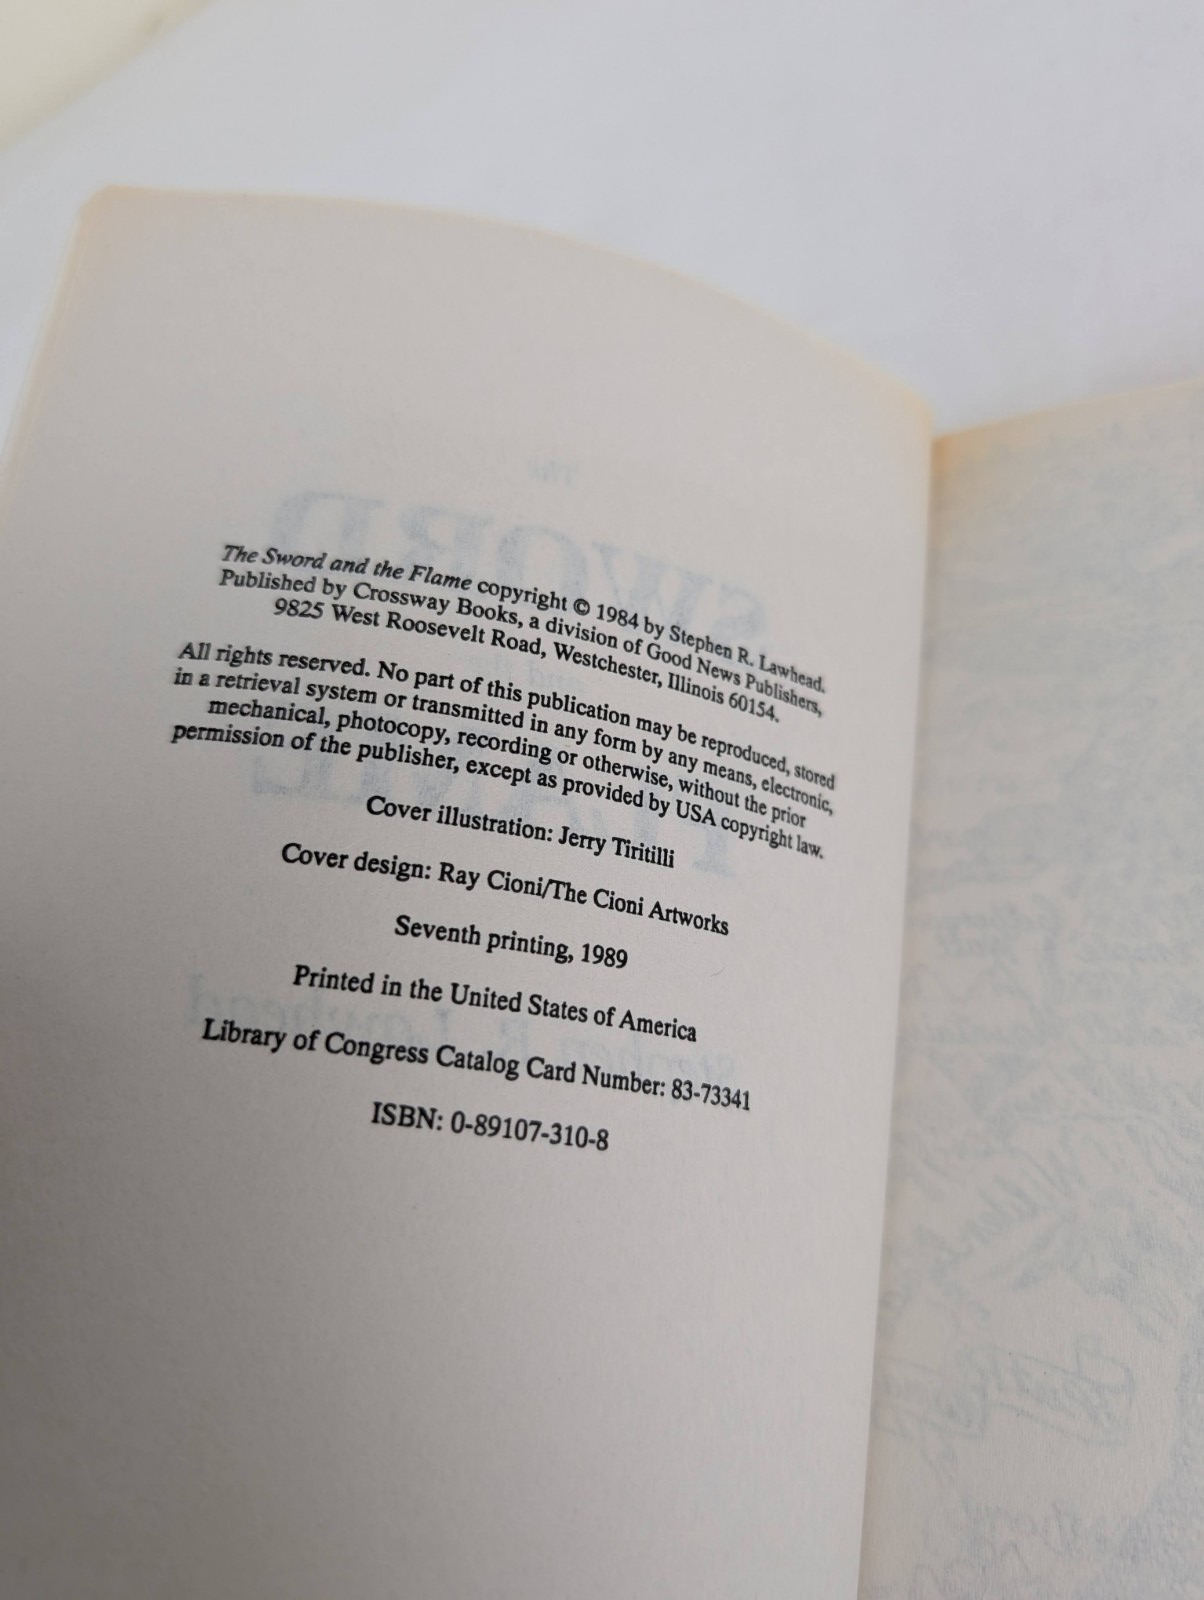 The Sword and the Flame copyright © 1984 by Stephen R. Lawhead.
Published by Crossway Books, a division of Good News Publishers,
9825 West Roosevelt Road, Westchester, Illinois 60154.
All rights reserved. No part of this publication may be reproduced, stored
in a retrieval system or transmitted in any form by any means, electronic,
mechanical, photocopy, recording or otherwise, without the prior
permission of the publisher, except as provided by USA copyright law.
Cover illustration: Jerry Tiritilli
Cover design: Ray Cioni/The Cioni Artworks
Seventh printing, 1989
Printed in the United States of America
Library of Congress Catalog Card Number: 83-73341
ISBN: 0-89107-310-8